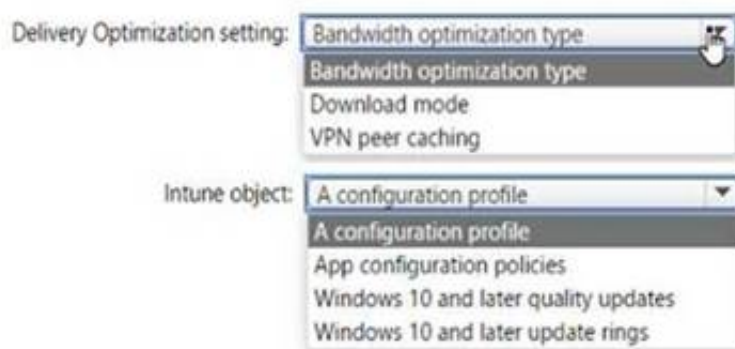 Delivery Optimization setting: Bandwidth optimization type
Bandwidth optimization type
Download mode
VPN peer caching
Intune object: A configuration profile
A configuration profile
App configuration policies
Windows 10 and later quality updates
Windows 10 and later update rings